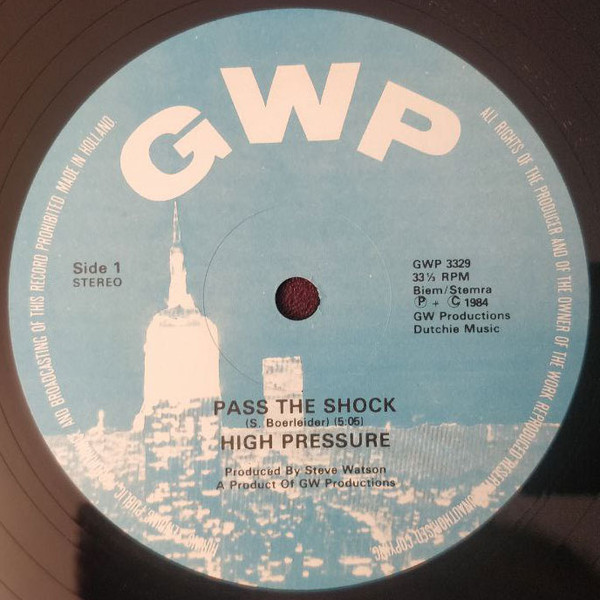 GWP
Side 1
STEREO
GWP 3329
33⅓ RPM
Biem/Stemra
Ⓟ + Ⓒ 1984
GW Productions
Dutchie Music
PASS THE SHOCK
(S. Boerleider) (5:05)
HIGH PRESSURE
Produced By Steve Watson
A Product Of GW Productions
ALL RIGHTS OF THE PRODUCER AND OF THE OWNER OF THE WORK REPRODUCED RESERVED UNAUTHORISED COPYING
HIRING PUBLIC PERFORMANCE AND BROADCASTING OF THIS RECORD PROHIBITED MADE IN HOLLAND.